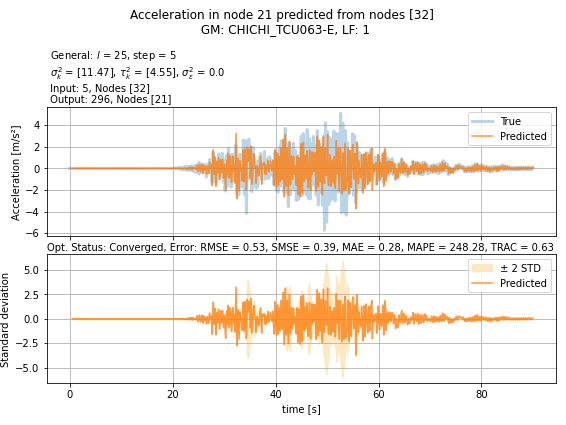 Acceleration in node 21 predicted from nodes [32]
GM: CHICHI_TCU063-E, LF: 1
General: l = 25, step = 5
σ²ₖ = [11.47], τ²ₖ = [4.55], σ²ε = 0.0
Input: 5, Nodes [32]
Output: 296, Nodes [21]
True
Predicted
Acceleration [m/s²]
4
2
0
−2
−4
−6
Opt. Status: Converged, Error: RMSE = 0.53, SMSE = 0.39, MAE = 0.28, MAPE = 248.28, TRAC = 0.63
± 2 STD
Predicted
Standard deviation
5.0
2.5
0.0
−2.5
−5.0
0 20 40 60 80
time [s]